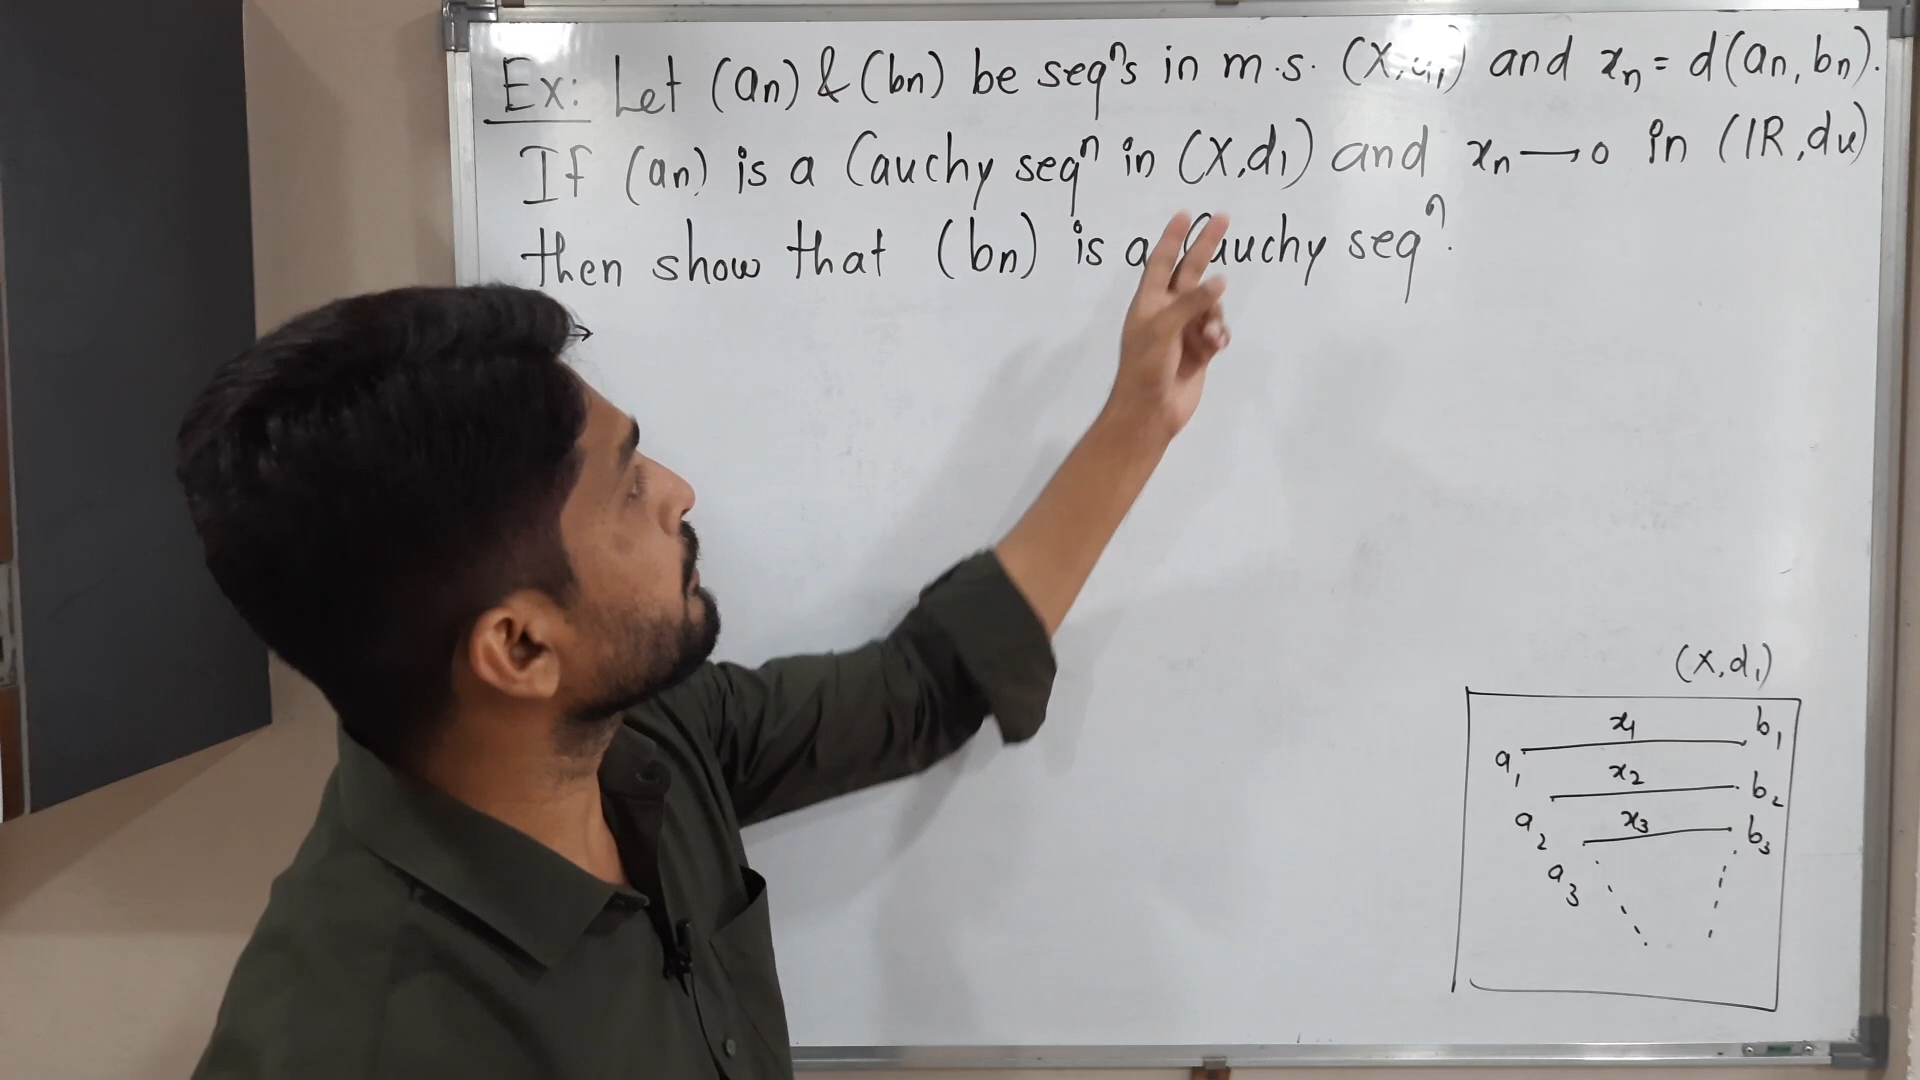 Ex: Let (an) & (bn) be seqⁿs in m.s. (X,d₁) and xn = d(an, bn).
If (an) is a Cauchy seqⁿ in (X,d₁) and xn → 0 in (IR, du)
then show that (bn) is a Cauchy seqⁿ.
→
(X,d₁)
x₁ b₁
a₁
x₂ b₂
a₂
x₃ b₃
a₃